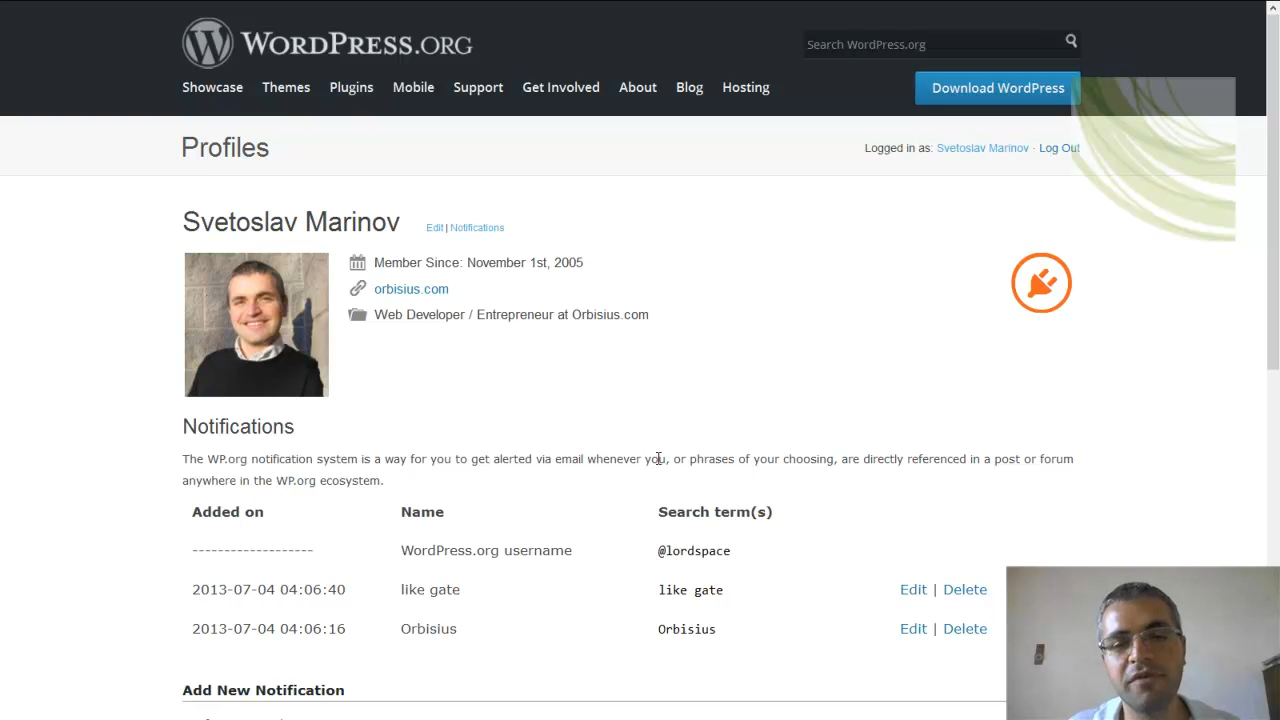 WORDPRESS.ORG
Search WordPress.org
Showcase Themes Plugins Mobile Support Get Involved About Blog Hosting
Download WordPress
Profiles
Logged in as: Svetoslav Marinov - Log Out
Svetoslav Marinov Edit | Notifications
Member Since: November 1st, 2005
orbisius.com
Web Developer / Entrepreneur at Orbisius.com
Notifications
The WP.org notification system is a way for you to get alerted via email whenever you, or phrases of your choosing, are directly referenced in a post or forum
anywhere in the WP.org ecosystem.
Added on Name Search term(s)
------------------- WordPress.org username @lordspace
2013-07-04 04:06:40 like gate like gate Edit | Delete
2013-07-04 04:06:16 Orbisius Orbisius Edit | Delete
Add New Notification